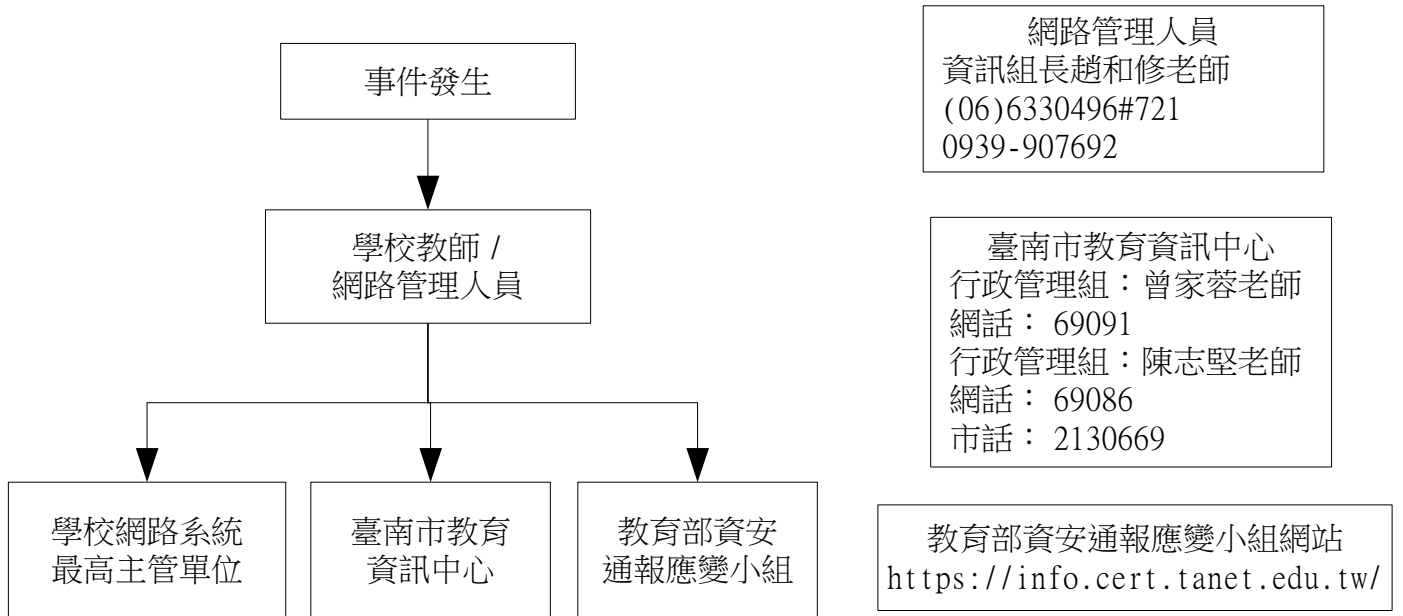 事件發生
學校教師 /
網路管理人員
學校網路系統
最高主管單位
臺南市教育
資訊中心
教育部資安
通報應變小組
網路管理人員
資訊組長趙和修老師
(06)6330496#721
0939-907692
臺南市教育資訊中心
行政管理組：曾家蓉老師
網話： 69091
行政管理組：陳志堅老師
網話： 69086
市話： 2130669
教育部資安通報應變小組網站
https://info.cert.tanet.edu.tw/